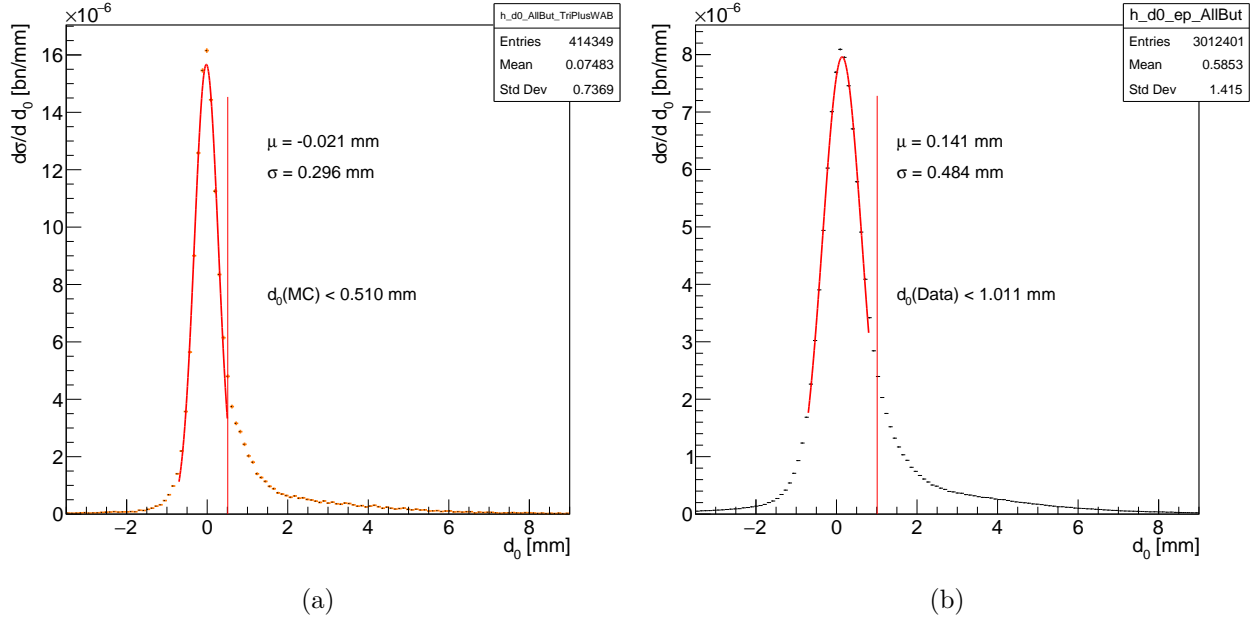 ×10⁻⁶
h_d0_AllBut_TriPlusWAB
Entries 414349
Mean 0.07483
Std Dev 0.7369
dσ/d d₀ [bn/mm]
16
14
12
10
8
6
4
2
0
μ = -0.021 mm
σ = 0.296 mm
d₀(MC) < 0.510 mm
−2 0 2 4 6 8
d₀ [mm]
(a)
×10⁻⁶
h_d0_ep_AllBut
Entries 3012401
Mean 0.5853
Std Dev 1.415
dσ/d d₀ [bn/mm]
8
7
6
5
4
3
2
1
0
μ = 0.141 mm
σ = 0.484 mm
d₀(Data) < 1.011 mm
−2 0 2 4 6 8
d₀ [mm]
(b)